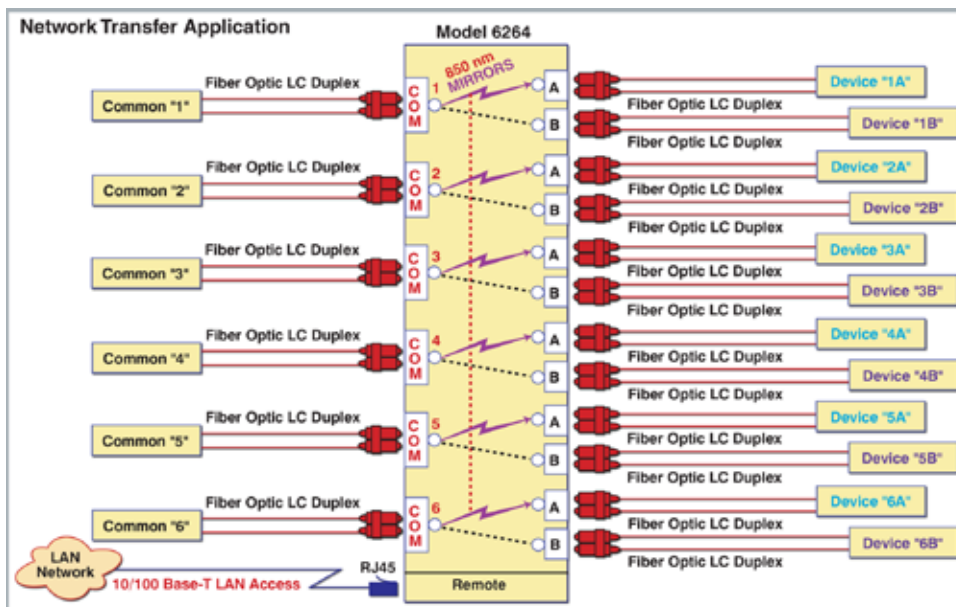 Network Transfer Application
Model 6264
850 nm
MIRRORS
Fiber Optic LC Duplex
Common "1"
COM
1
A
B
Device "1A"
Fiber Optic LC Duplex
Device "1B"
Fiber Optic LC Duplex
Fiber Optic LC Duplex
Common "2"
COM
2
A
B
Device "2A"
Fiber Optic LC Duplex
Device "2B"
Fiber Optic LC Duplex
Fiber Optic LC Duplex
Common "3"
COM
3
A
B
Device "3A"
Fiber Optic LC Duplex
Device "3B"
Fiber Optic LC Duplex
Fiber Optic LC Duplex
Common "4"
COM
4
A
B
Device "4A"
Fiber Optic LC Duplex
Device "4B"
Fiber Optic LC Duplex
Fiber Optic LC Duplex
Common "5"
COM
5
A
B
Device "5A"
Fiber Optic LC Duplex
Device "5B"
Fiber Optic LC Duplex
Fiber Optic LC Duplex
Common "6"
COM
6
A
B
Device "6A"
Fiber Optic LC Duplex
Device "6B"
Fiber Optic LC Duplex
LAN
Network
10/100 Base-T LAN Access
RJ45
Remote